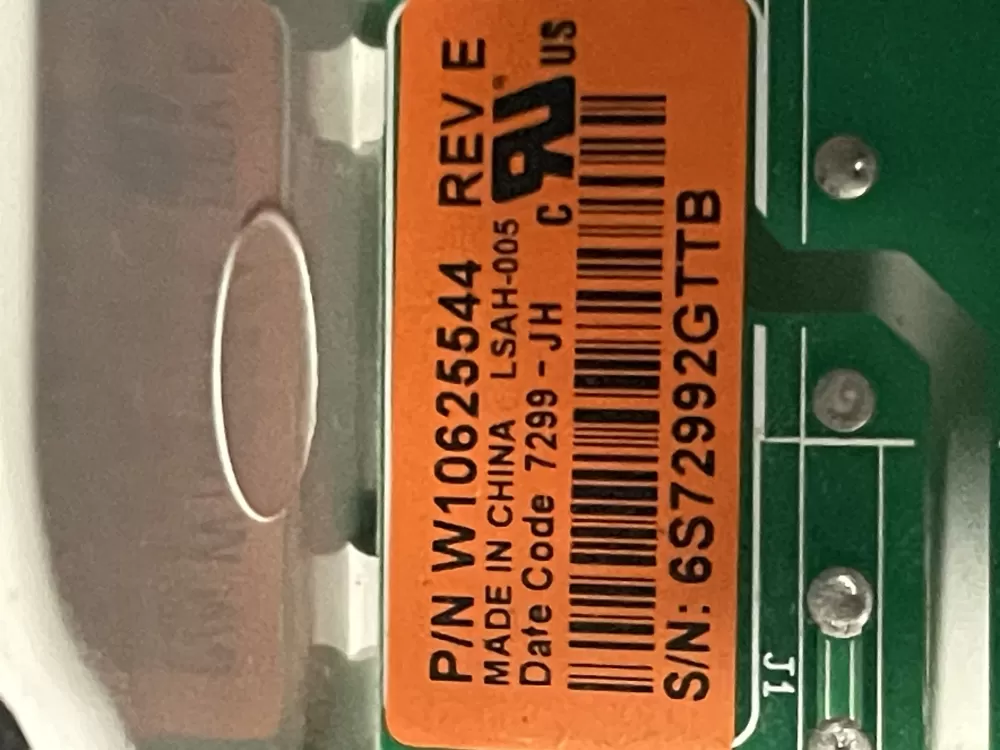 P/N W10625544 REV E
MADE IN CHINA LSAH-005
Date Code 7299-JH
C US
S/N: 6S72992GTTB
J1